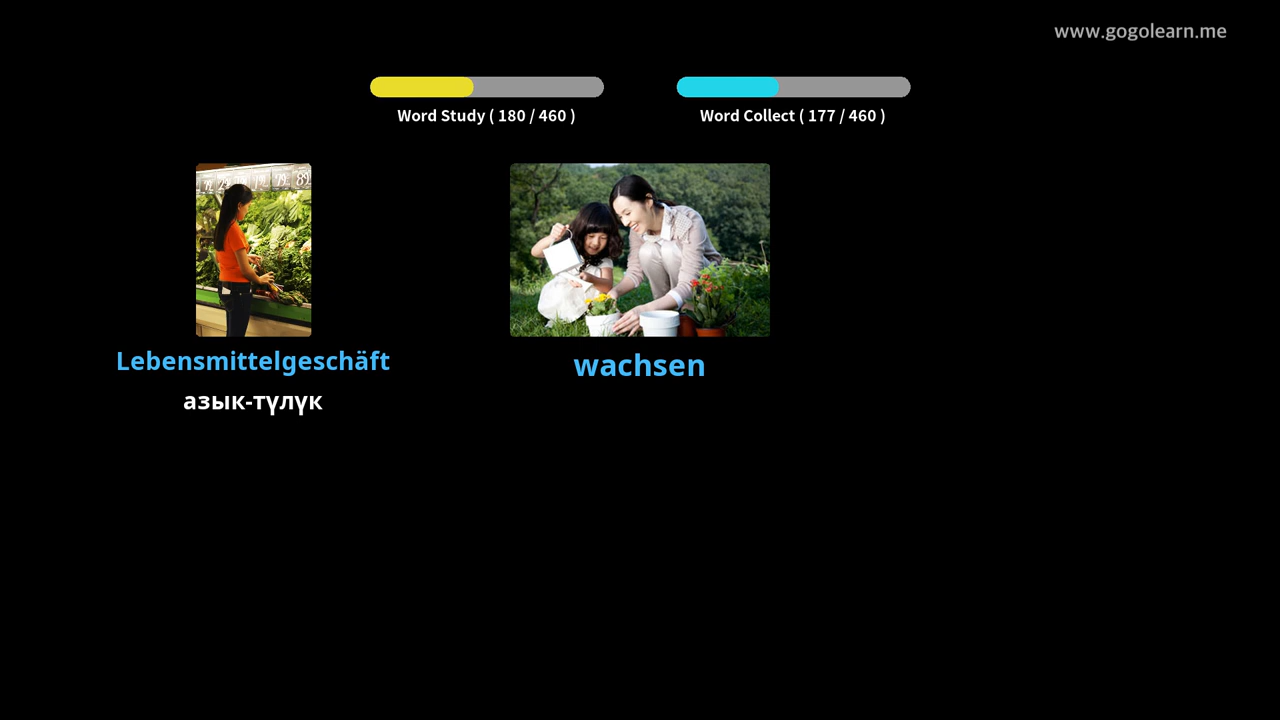 www.gogolearn.me
Word Study ( 180 / 460 )
Word Collect ( 177 / 460 )
Lebensmittelgeschäft
азык-түлүк
wachsen